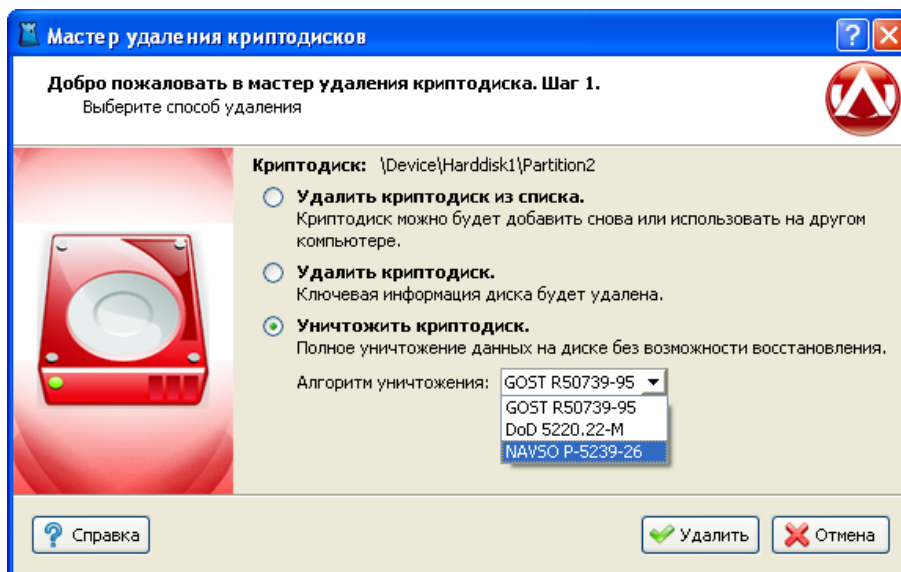 Мастер удаления криптодисков
Добро пожаловать в мастер удаления криптодиска. Шаг 1.
Выберите способ удаления
Криптодиск: \Device\Harddisk1\Partition2
Удалить криптодиск из списка.
Криптодиск можно будет добавить снова или использовать на другом
компьютере.
Удалить криптодиск.
Ключевая информация диска будет удалена.
Уничтожить криптодиск.
Полное уничтожение данных на диске без возможности восстановления.
Алгоритм уничтожения: GOST R50739-95
GOST R50739-95
DoD 5220.22-M
NAVSO P-5239-26
Справка Удалить Отмена